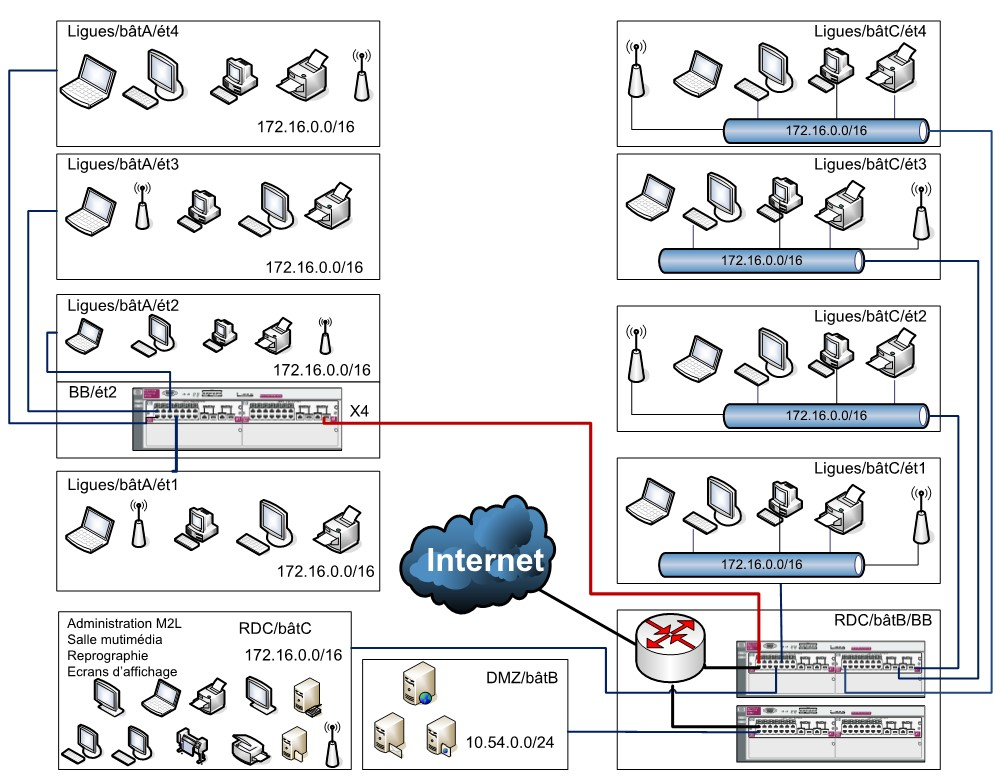 Ligues/bâtA/ét4
172.16.0.0/16
Ligues/bâtA/ét3
172.16.0.0/16
Ligues/bâtA/ét2
172.16.0.0/16
BB/ét2
X4
Ligues/bâtA/ét1
172.16.0.0/16
Administration M2L
Salle mutimédia
Reprographie
Ecrans d'affichage
RDC/bâtC
172.16.0.0/16
Internet
DMZ/bâtB
10.54.0.0/24
Ligues/bâtC/ét4
172.16.0.0/16
Ligues/bâtC/ét3
172.16.0.0/16
Ligues/bâtC/ét2
172.16.0.0/16
Ligues/bâtC/ét1
172.16.0.0/16
RDC/bâtB/BB